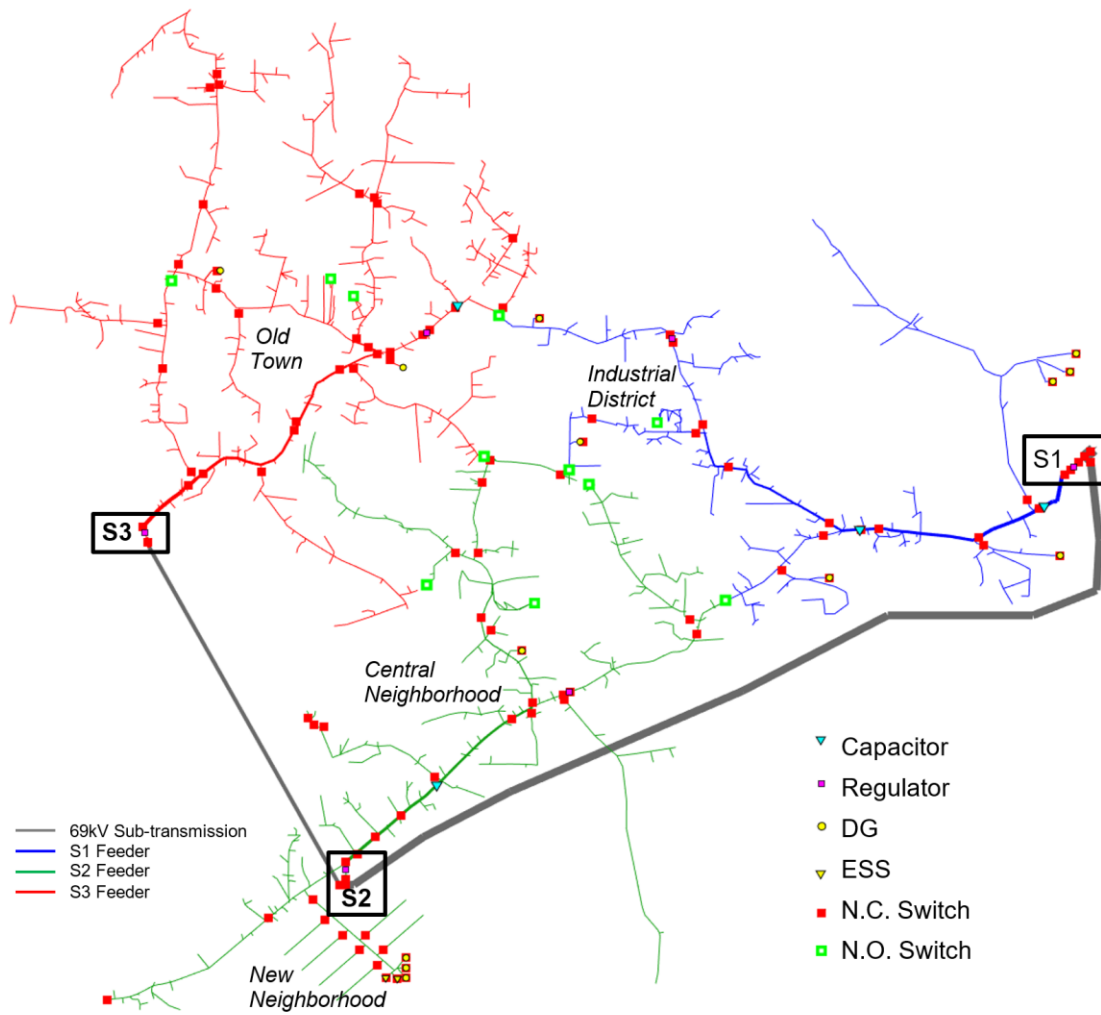 Old
Town
Industrial
District
S1
S3
Central
Neighborhood
Capacitor
Regulator
DG
ESS
N.C. Switch
N.O. Switch
69kV Sub-transmission
S1 Feeder
S2 Feeder
S3 Feeder
S2
New
Neighborhood